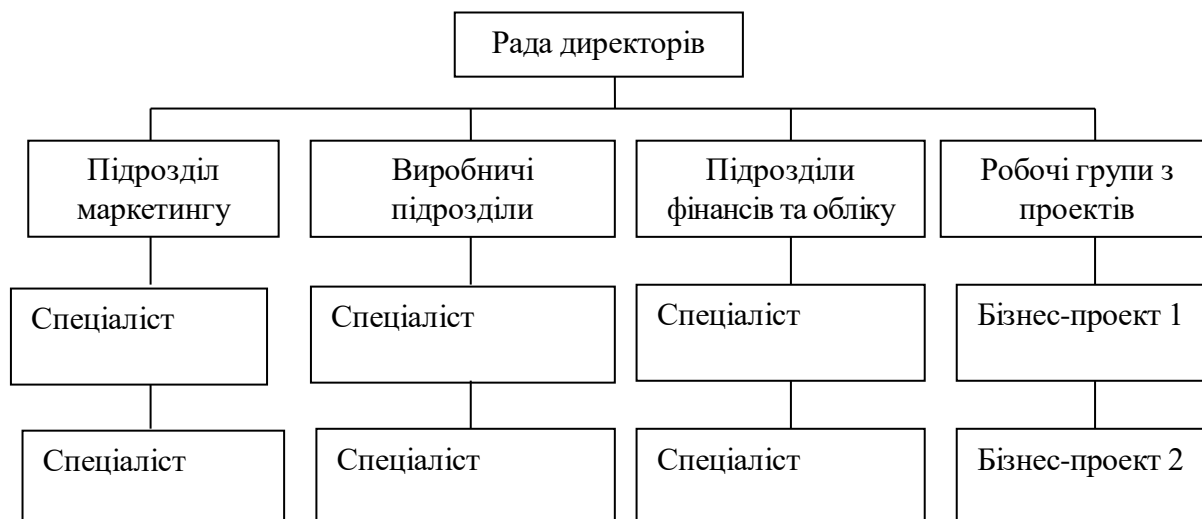 Рада директорів
Підрозділ
маркетингу
Виробничі
підрозділи
Підрозділи
фінансів та обліку
Робочі групи з
проектів
Спеціаліст
Спеціаліст
Спеціаліст
Бізнес-проект 1
Спеціаліст
Спеціаліст
Спеціаліст
Бізнес-проект 2